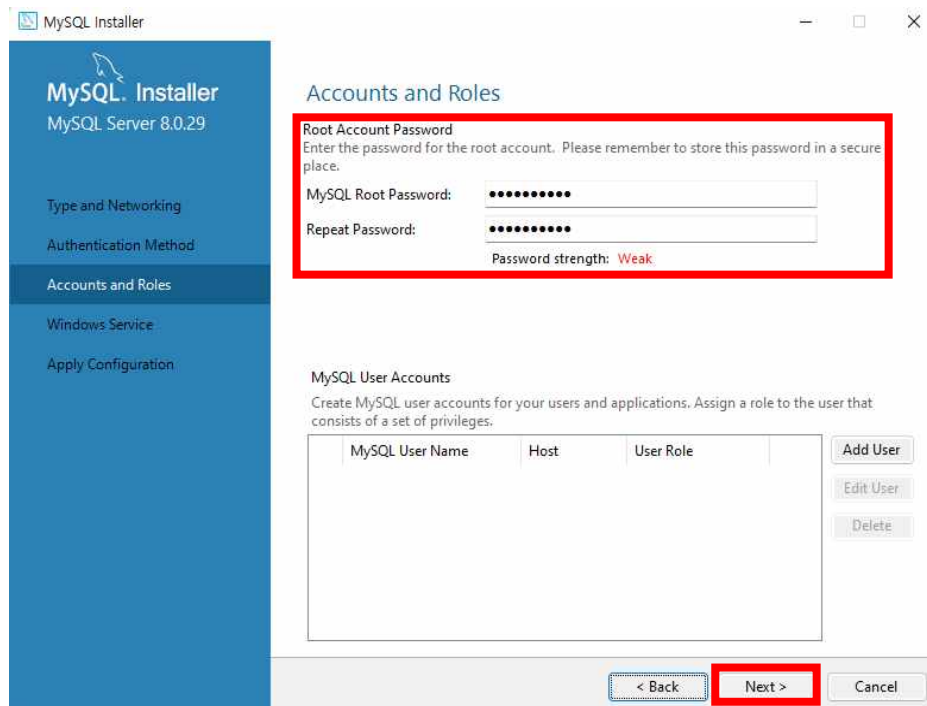 MySQL Installer
MySQL. Installer
MySQL Server 8.0.29
Type and Networking
Authentication Method
Accounts and Roles
Windows Service
Apply Configuration
Accounts and Roles
Root Account Password
Enter the password for the root account. Please remember to store this password in a secure
place.
MySQL Root Password: ●●●●●●●●●●
Repeat Password: ●●●●●●●●●●
Password strength: Weak
MySQL User Accounts
Create MySQL user accounts for your users and applications. Assign a role to the user that
consists of a set of privileges.
MySQL User Name Host User Role
Add User
Edit User
Delete
< Back Next > Cancel